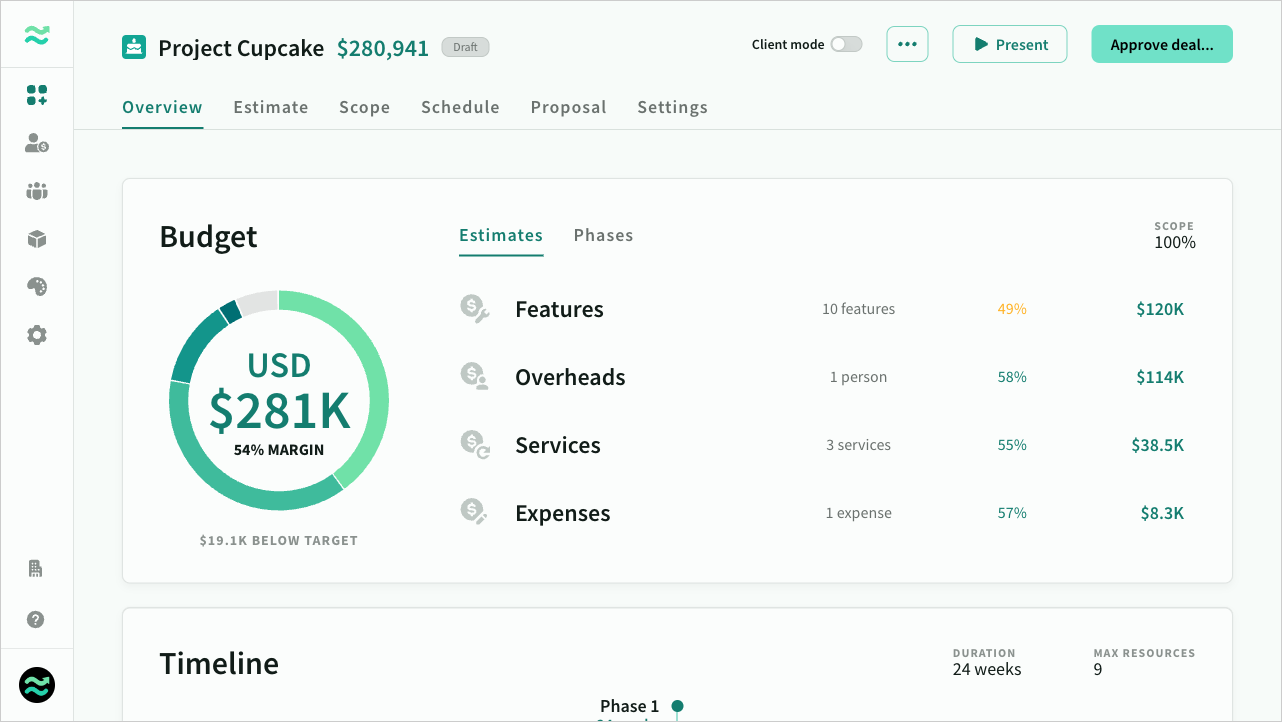 Project Cupcake $280,941 Draft
Client mode
Present
Approve deal...
Overview Estimate Scope Schedule Proposal Settings
Budget
Estimates Phases
SCOPE
100%
USD
$281K
54% MARGIN
$19.1K BELOW TARGET
Features 10 features 49% $120K
Overheads 1 person 58% $114K
Services 3 services 55% $38.5K
Expenses 1 expense 57% $8.3K
Timeline
DURATION
24 weeks
MAX RESOURCES
9
Phase 1